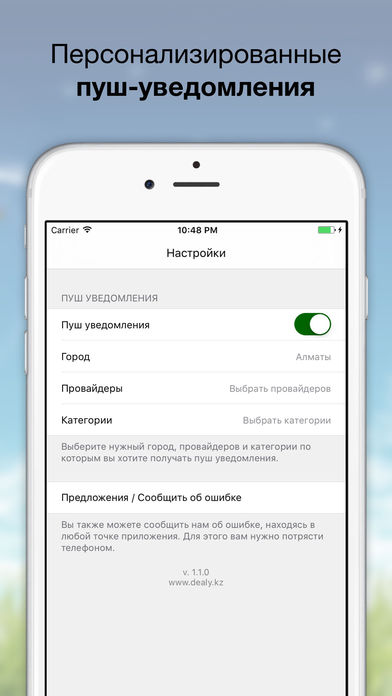 Персонализированные
пуш-уведомления
Carrier 10:48 PM
Настройки
ПУШ УВЕДОМЛЕНИЯ
Пуш уведомления
Город Алматы
Провайдеры Выбрать провайдеров
Категории Выбрать категории
Выберите нужный город, провайдеров и категории по
которым вы хотите получать пуш уведомления.
Предложения / Сообщить об ошибке
Вы также можете сообщить нам об ошибке, находясь в
любой точке приложения. Для этого вам нужно потрясти
телефоном.
v. 1.1.0
www.dealy.kz